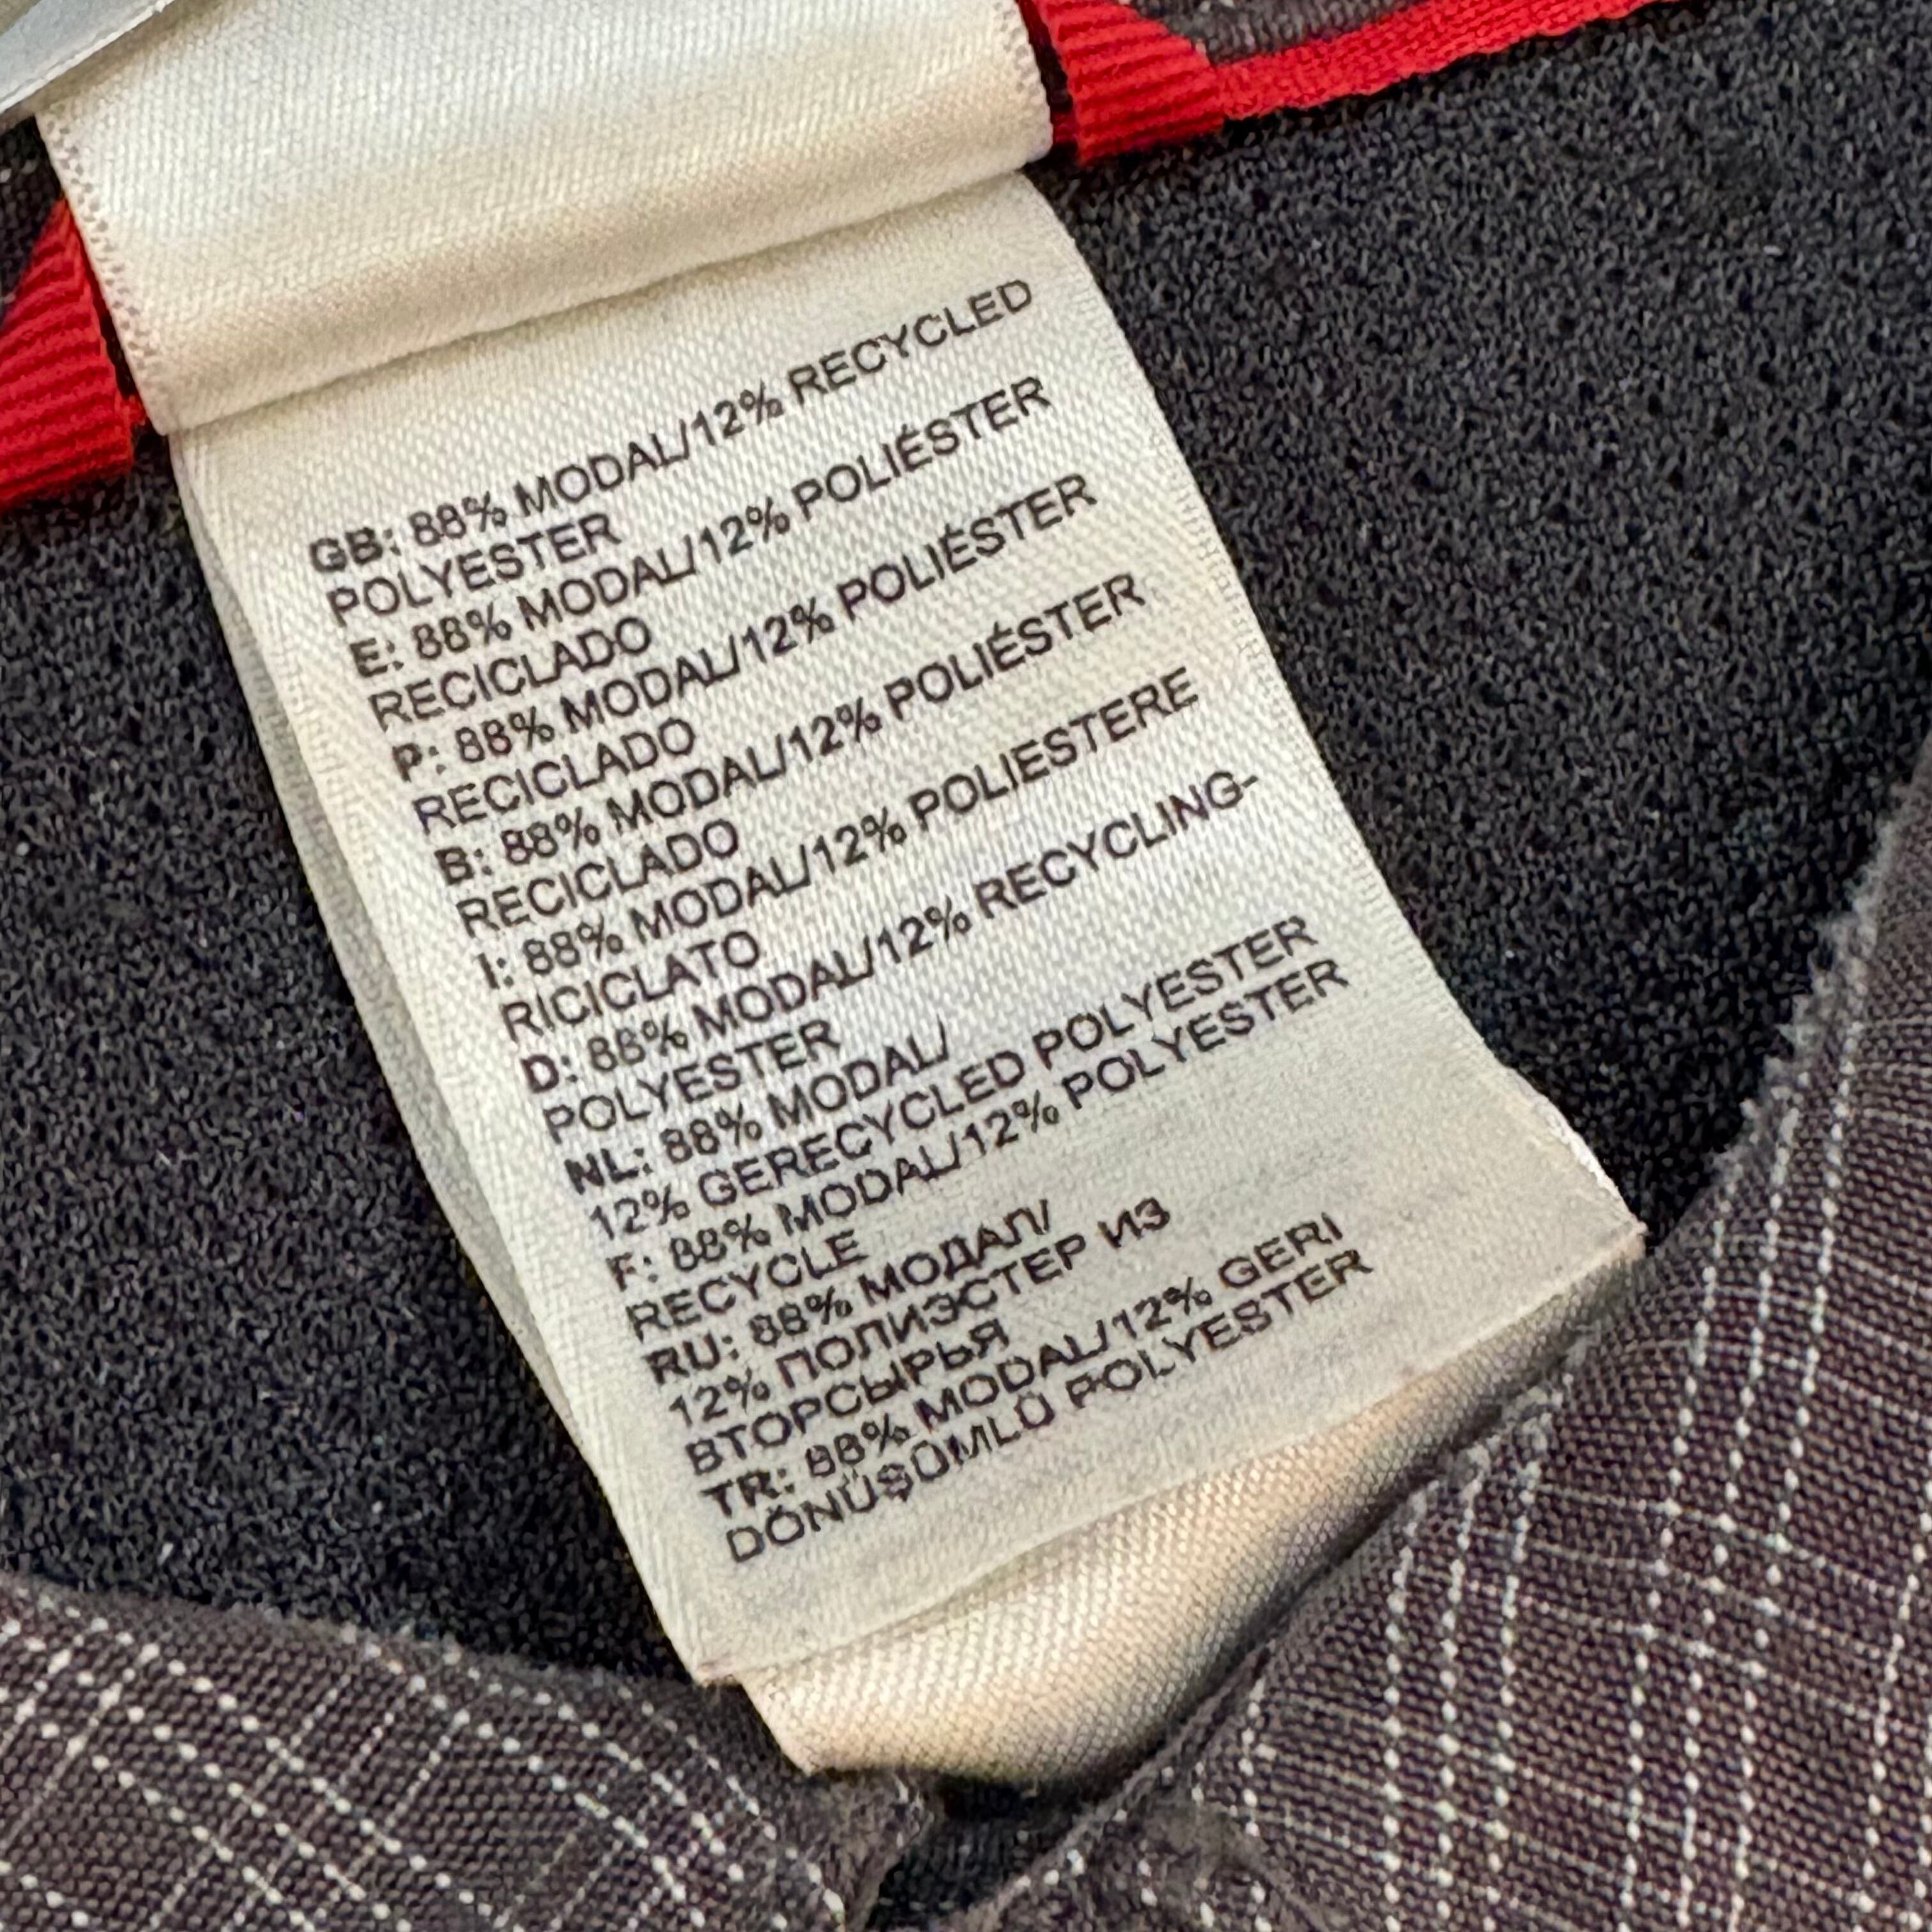 GB: 88% MODAL/12% RECYCLED
POLYESTER
E: 88% MODAL/12% POLIÉSTER
RECICLADO
P: 88% MODAL/12% POLIÉSTER
RECICLADO
B: 88% MODAL/12% POLIÉSTER
RECICLADO
I: 88% MODAL/12% POLIESTERE
RICICLATO
D: 88% MODAL/12% RECYCLING-
POLYESTER
NL: 88% MODAL/
12% GERECYCLED POLYESTER
F: 88% MODAL/12% POLYESTER
RECYCLE
RU: 88% МОДАЛ/
12% ПОЛИЭСТЕР ИЗ
ВТОРСЫРЬЯ
TR: 88% MODAL/12% GERI
DÖNÜŞÜMLÜ POLYESTER